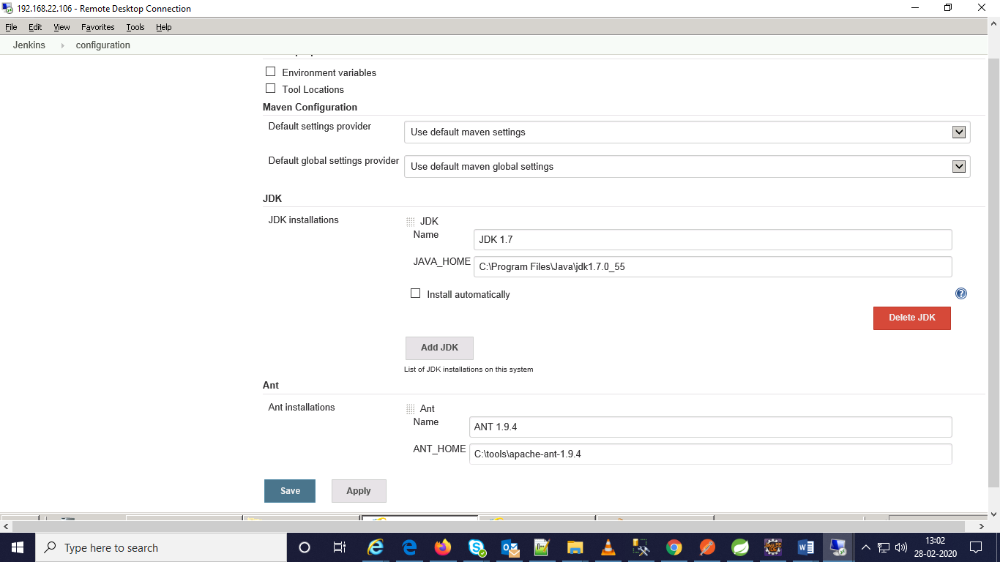 192.168.22.106 - Remote Desktop Connection
File Edit View Favorites Tools Help
Jenkins configuration
Environment variables
Tool Locations
Maven Configuration
Default settings provider
Use default maven settings
Default global settings provider
Use default maven global settings
JDK
JDK installations
JDK
Name
JDK 1.7
JAVA_HOME
C:\Program Files\Java\jdk1.7.0_55
Install automatically
?
Delete JDK
Add JDK
List of JDK installations on this system
Ant
Ant installations
Ant
Name
ANT 1.9.4
ANT_HOME
C:\tools\apache-ant-1.9.4
Save Apply
Type here to search
13:02
28-02-2020